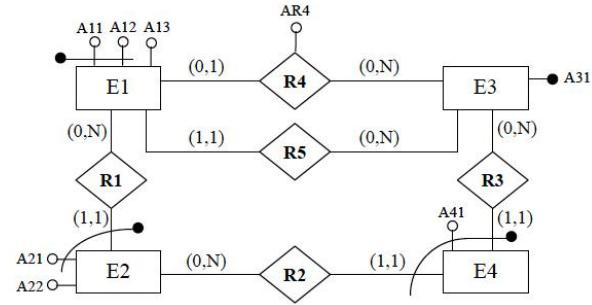 A11 A12 A13
AR4
E1 (0,1) R4 (0,N) E3 A31
(0,N) (1,1) R5 (0,N) (0,N)
R1 R3
(1,1) A41 (1,1)
A21
E2 (0,N) R2 (1,1) E4
A22